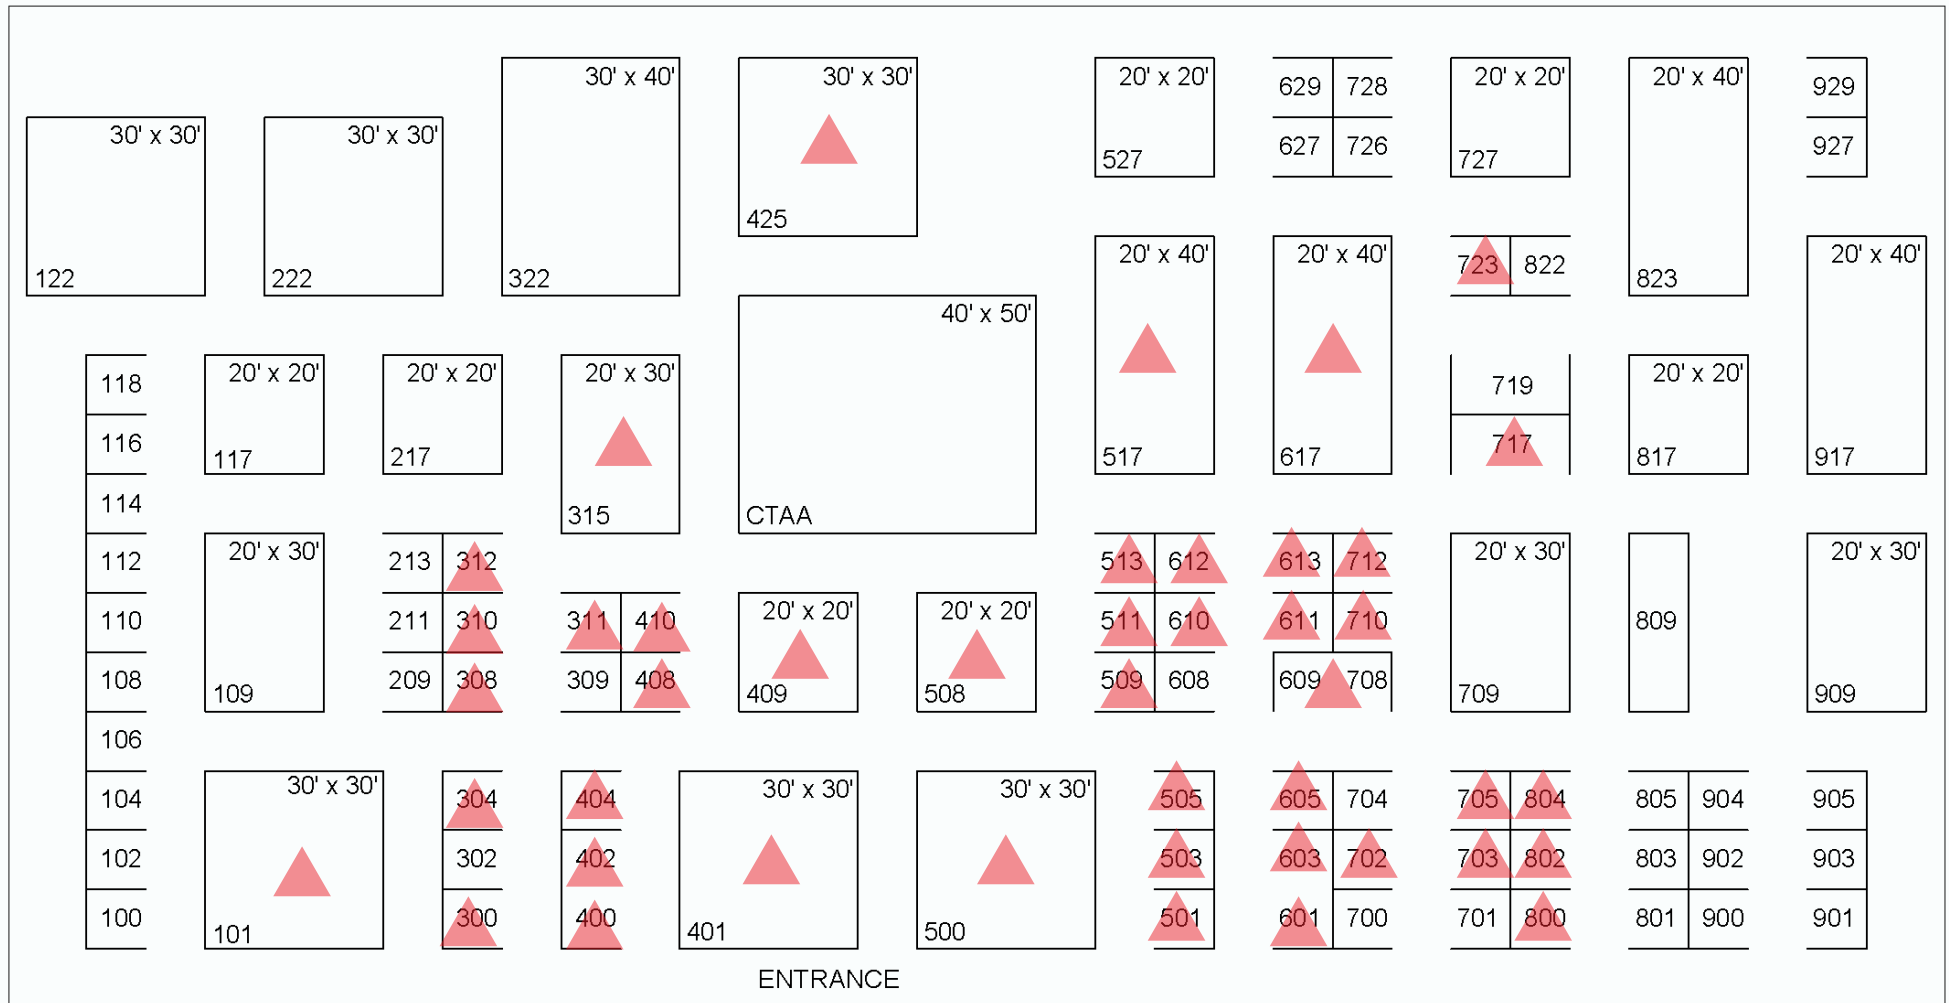 30' x 40' 30' x 30' 20' x 20' 629 728 20' x 20' 20' x 40' 929
30' x 30' 30' x 30' 527 627 726 727 927
425
20' x 40' 20' x 40' 723 822 20' x 40'
122 222 322 823
40' x 50'
118 20' x 20' 20' x 20' 20' x 30' 719 20' x 20'
116 117 217 517 617 717 817 917
114 315 CTAA
112 20' x 30' 213 312 513 612 613 712 20' x 30' 20' x 30'
110 211 310 311 410 20' x 20' 20' x 20' 511 610 611 710 809
108 109 209 308 309 408 409 508 509 608 609 708 709 909
106
104 30' x 30' 304 404 30' x 30' 30' x 30' 505 605 704 705 804 805 904 905
102 302 402 503 603 702 703 802 803 902 903
100 101 300 400 401 500 501 601 700 701 800 801 900 901
ENTRANCE